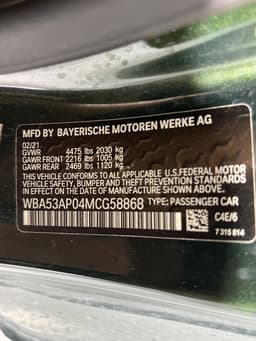 MFD BY BAYERISCHE MOTOREN WERKE AG
02/21
GVWR 4475 lbs 2030 kg
GAWR FRONT 2216 lbs 1005 kg
GAWR REAR 2469 lbs 1120 kg
THIS VEHICLE CONFORMS TO ALL APPLICABLE
U.S.FEDERAL MOTOR
VEHICLE SAFETY, BUMPER, AND THEFT PREVENTION STANDARDS
IN EFFECT ON THE DATE OF MANUFACTURE SHOWN ABOVE.
WBA53AP04MCG58868 TYPE: PASSENGER CAR
C4E/6
7 315 814